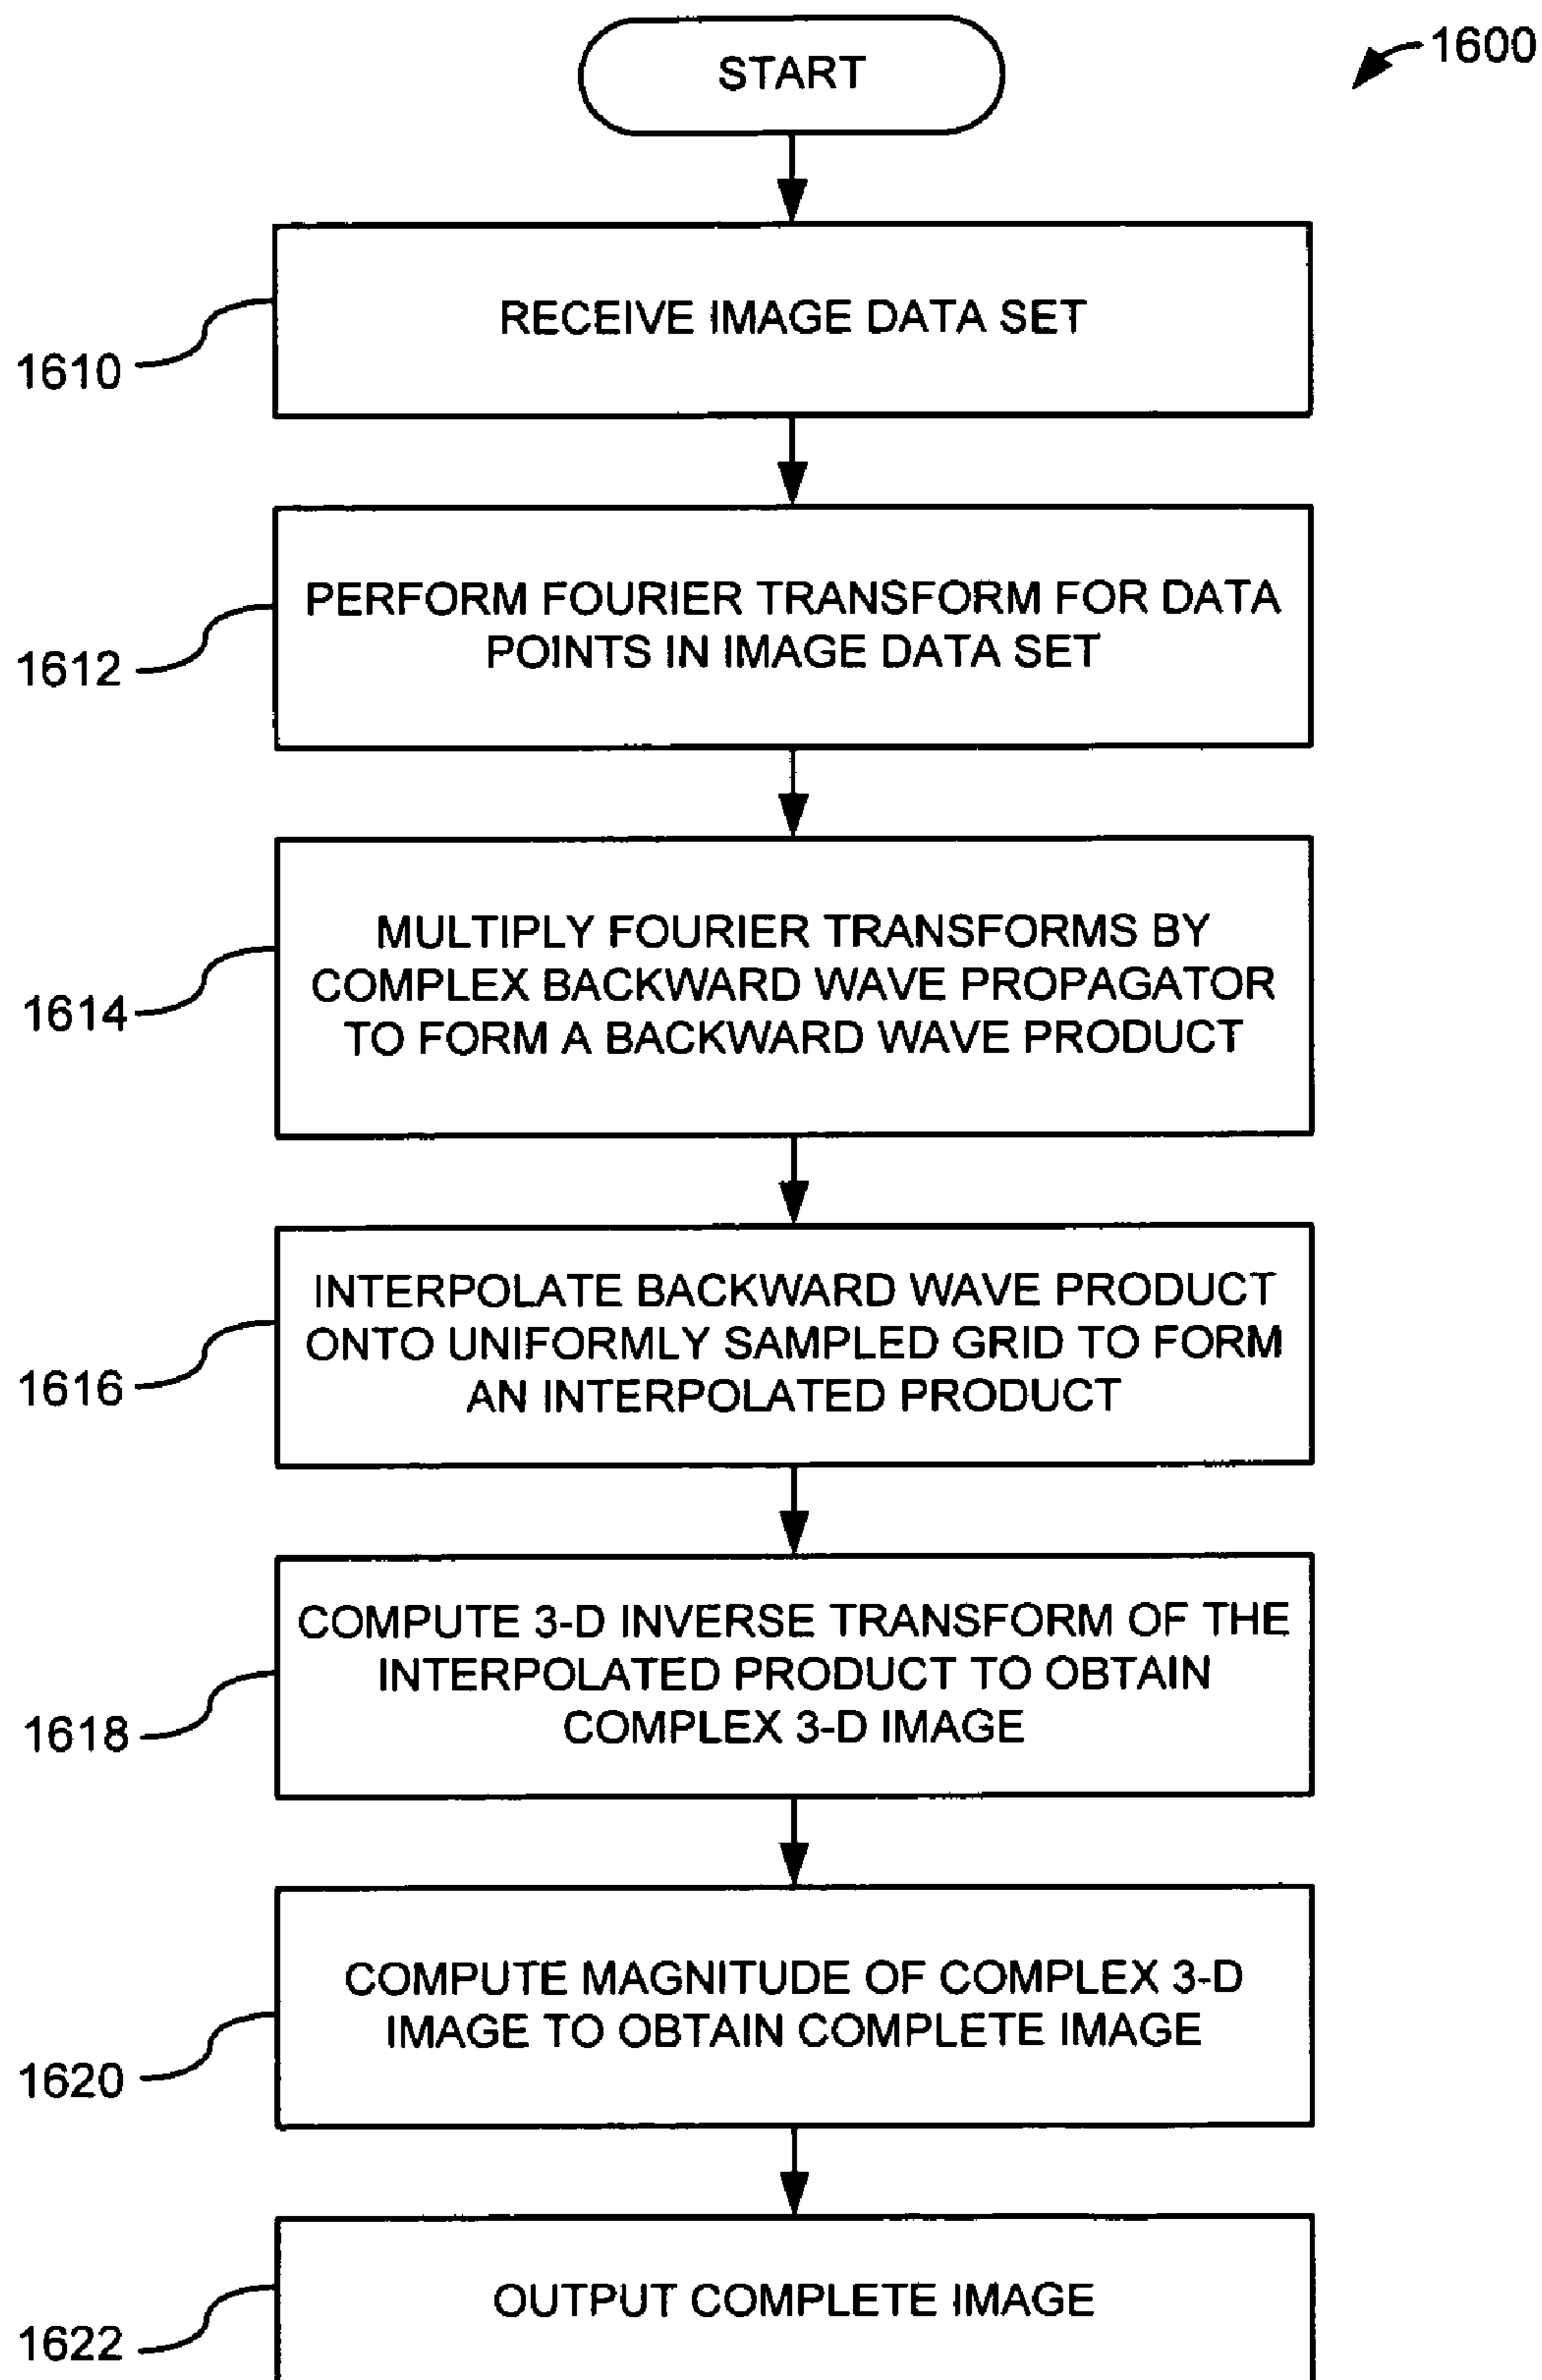 START
1600
RECEIVE IMAGE DATA SET
1610
PERFORM FOURIER TRANSFORM FOR DATA
POINTS IN IMAGE DATA SET
1612
MULTIPLY FOURIER TRANSFORMS BY
COMPLEX BACKWARD WAVE PROPAGATOR
TO FORM A BACKWARD WAVE PRODUCT
1614
INTERPOLATE BACKWARD WAVE PRODUCT
ONTO UNIFORMLY SAMPLED GRID TO FORM
AN INTERPOLATED PRODUCT
1616
COMPUTE 3-D INVERSE TRANSFORM OF THE
INTERPOLATED PRODUCT TO OBTAIN
COMPLEX 3-D IMAGE
1618
COMPUTE MAGNITUDE OF COMPLEX 3-D
IMAGE TO OBTAIN COMPLETE IMAGE
1620
OUTPUT COMPLETE IMAGE
1622